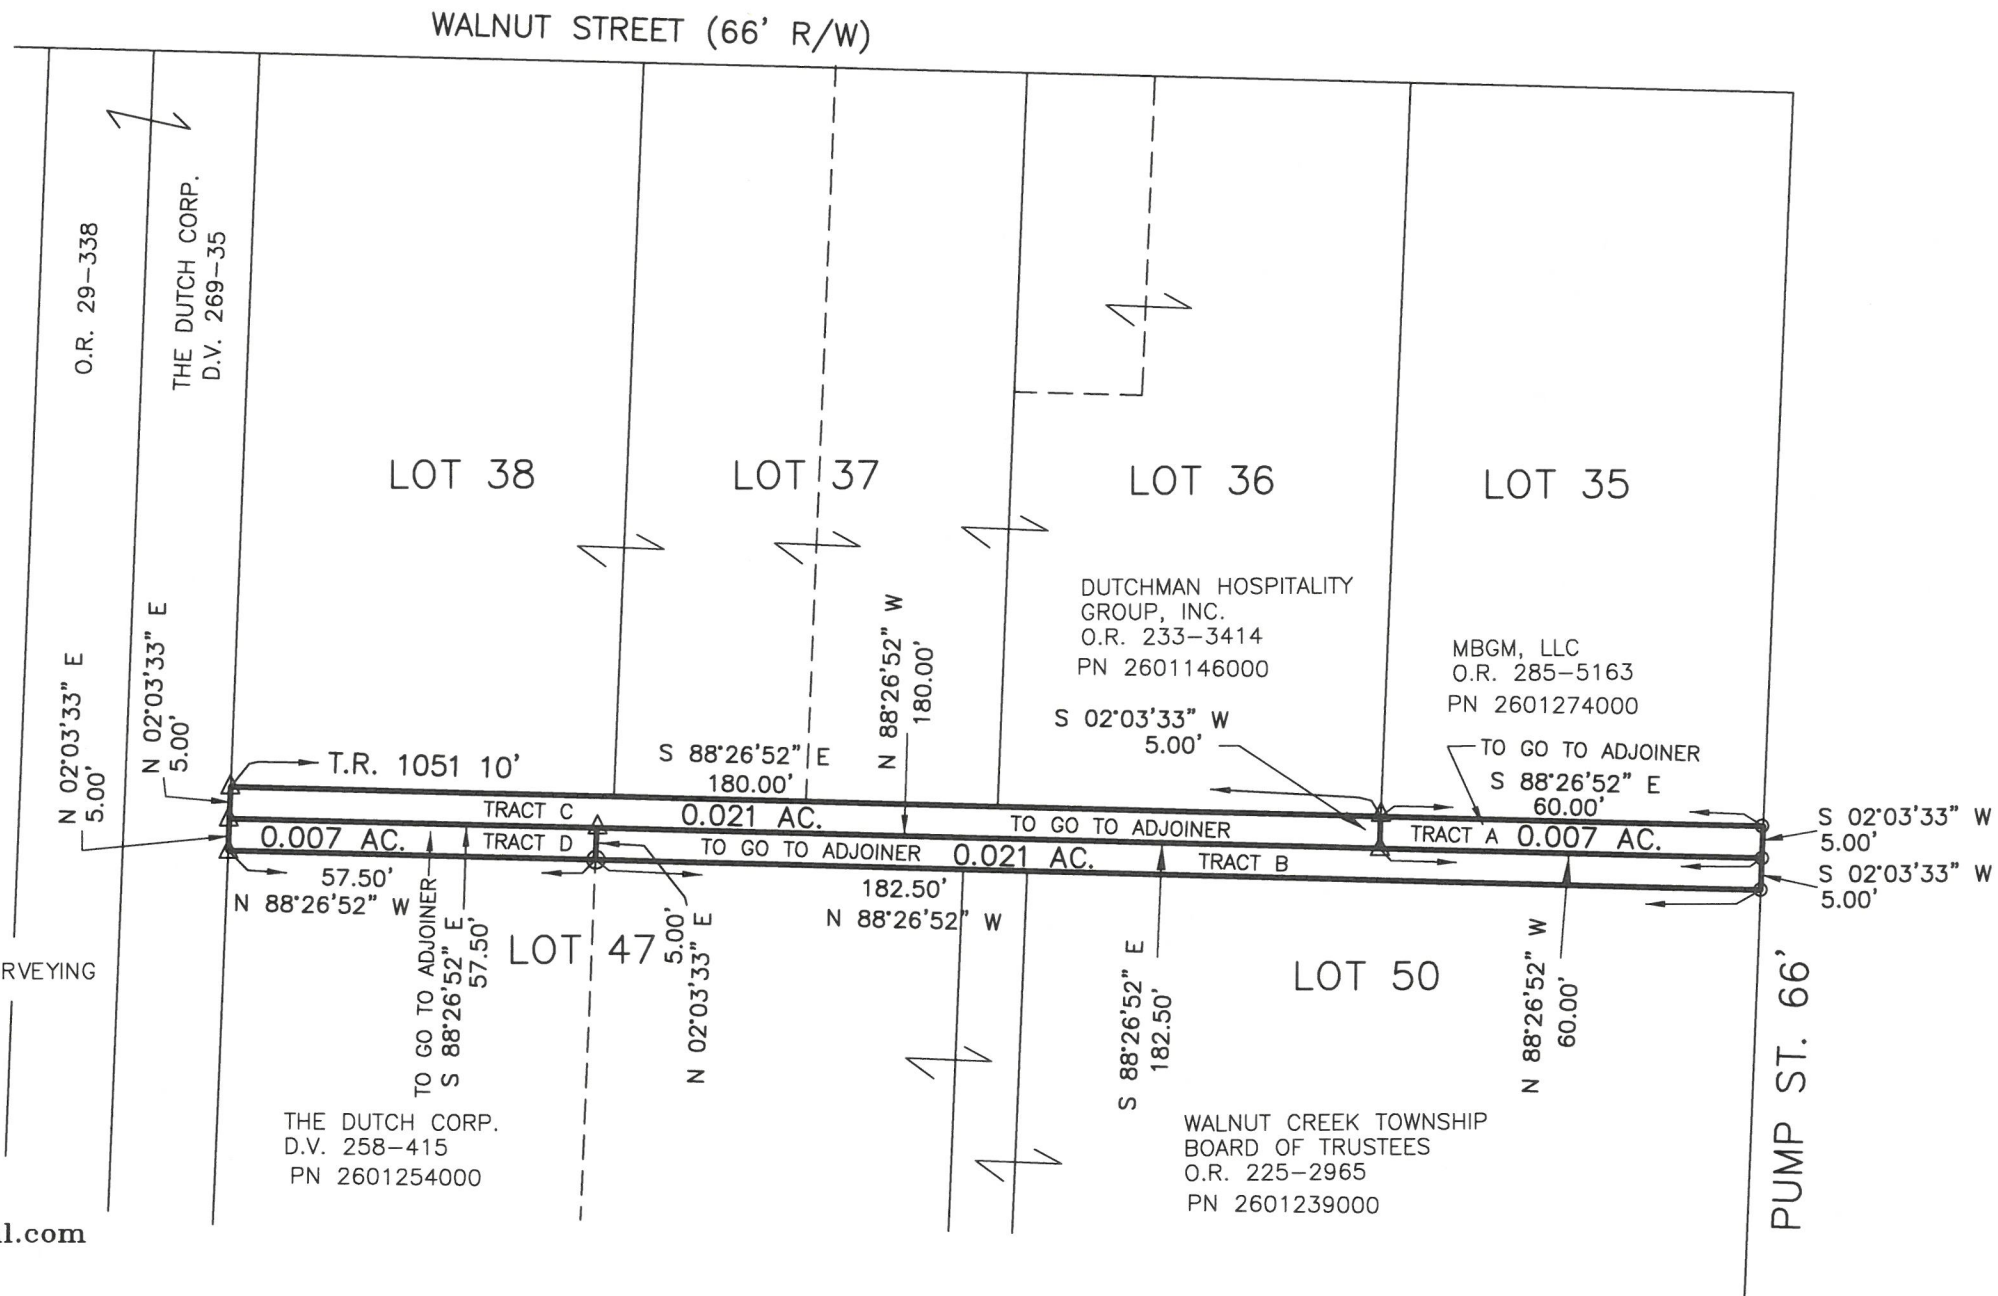 WALNUT STREET (66' R/W)
O.R. 29-338
THE DUTCH CORP.
D.V. 269-35
LOT 38
LOT 37
LOT 36
LOT 35
DUTCHMAN HOSPITALITY
GROUP, INC.
O.R. 233-3414
PN 2601146000
MBGM, LLC
O.R. 285-5163
PN 2601274000
N 02°03'33" E
5.00'
N 02°03'33" E
5.00'
T.R. 1051 10'
S 88°26'52" E
180.00'
N 88°26'52" W
180.00'
S 02°03'33" W
5.00'
TO GO TO ADJOINER
S 88°26'52" E
60.00'
S 02°03'33" W
5.00'
S 02°03'33" W
5.00'
TRACT C 0.021 AC. TO GO TO ADJOINER
TRACT A 0.007 AC.
0.007 AC. TRACT D
TO GO TO ADJOINER 0.021 AC. TRACT B
57.50'
N 88°26'52" W
TO GO TO ADJOINER
S 88°26'52" E
57.50'
LOT 47
5.00'
N 02°03'33" E
182.50'
N 88°26'52" W
S 88°26'52" E
182.50'
LOT 50
N 88°26'52" W
60.00'
PUMP ST. 66'
RVEYING
THE DUTCH CORP.
D.V. 258-415
PN 2601254000
WALNUT CREEK TOWNSHIP
BOARD OF TRUSTEES
O.R. 225-2965
PN 2601239000
l.com